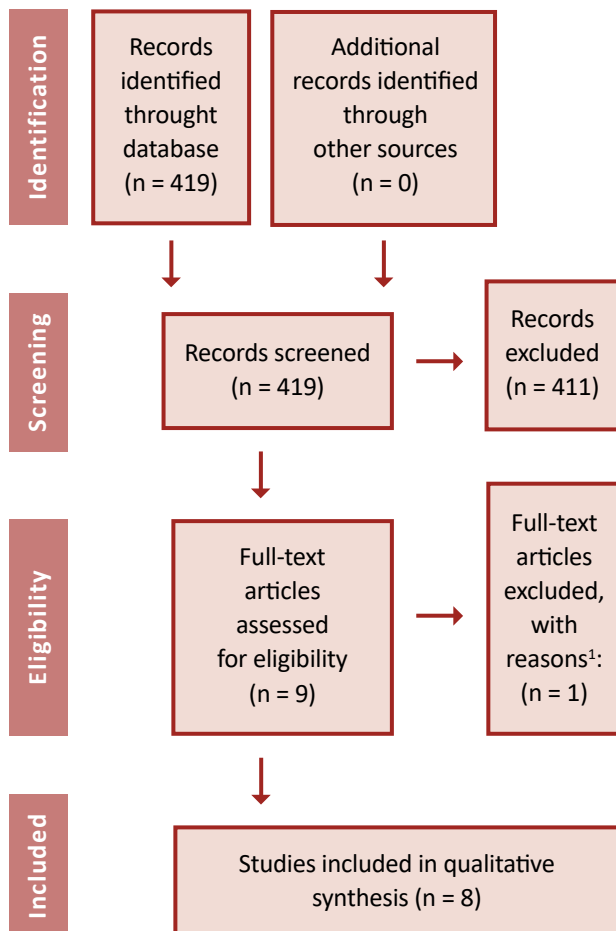 Identification
Records
identified
throught
database
(n = 419)
Additional
records identified
through
other sources
(n = 0)
Screening
Records screened
(n = 419)
Records
excluded
(n = 411)
Eligibility
Full-text
articles
assessed
for eligibility
(n = 9)
Full-text
articles
excluded,
with
reasons¹:
(n = 1)
Included
Studies included in qualitative
synthesis (n = 8)